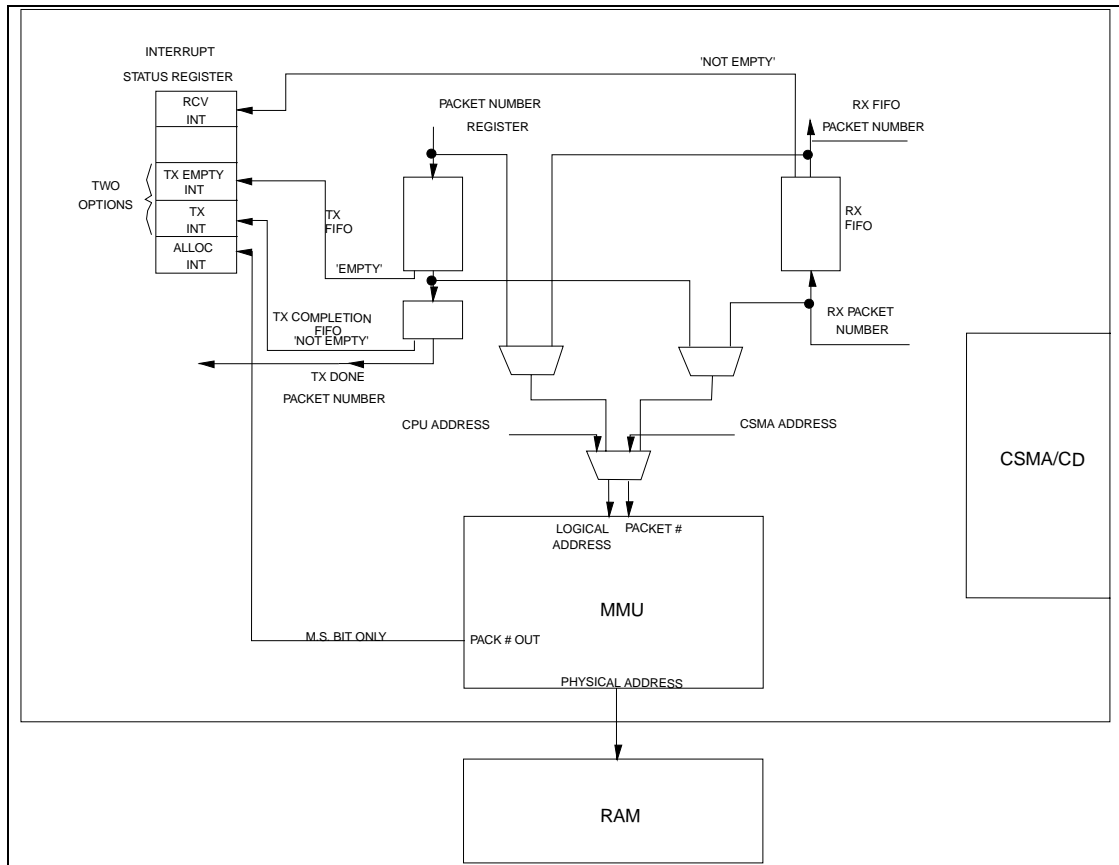 INTERRUPT
STATUS REGISTER
RCV
INT
TX EMPTY
INT
TX
INT
ALLOC
INT
TWO
OPTIONS
'NOT EMPTY'
PACKET NUMBER
REGISTER
RX FIFO
PACKET NUMBER
TX
FIFO
RX
FIFO
'EMPTY'
TX COMPLETION
FIFO
'NOT EMPTY'
TX DONE
PACKET NUMBER
RX PACKET
NUMBER
CPU ADDRESS
CSMA ADDRESS
CSMA/CD
LOGICAL
ADDRESS
PACKET #
MMU
M.S. BIT ONLY
PACK # OUT
PHYSICAL ADDRESS
RAM